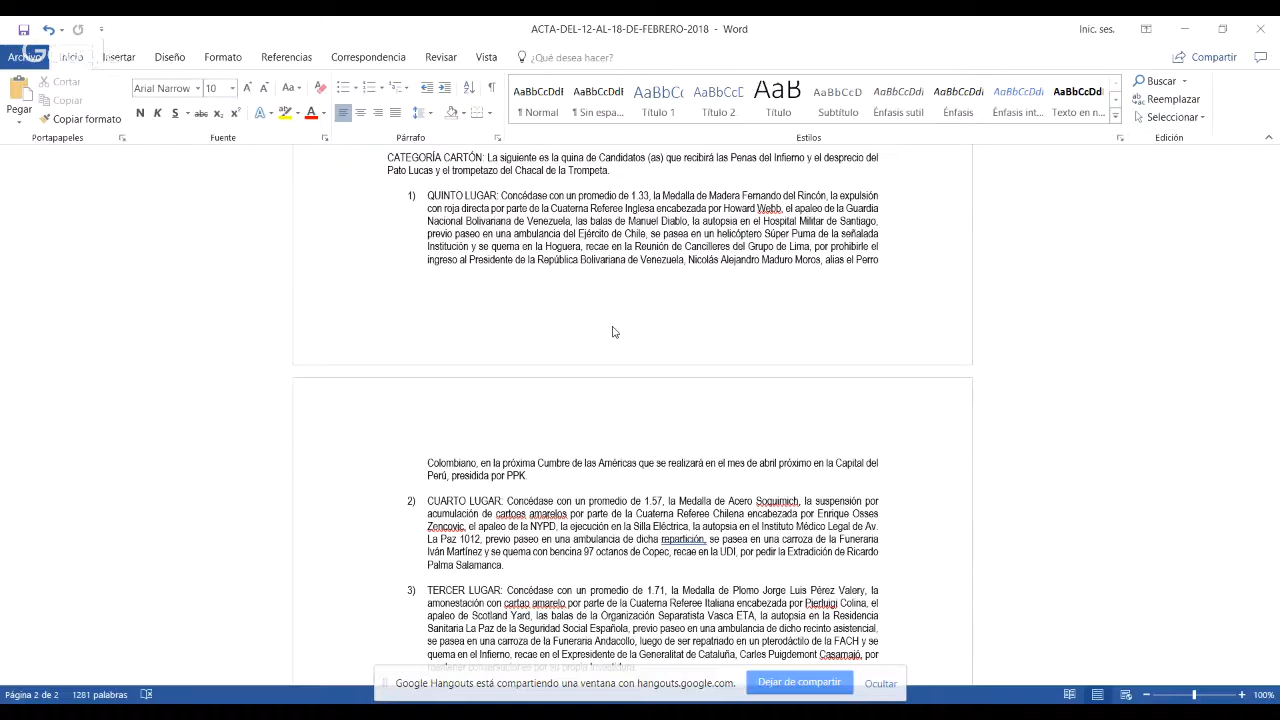 ACTA-DEL-12-AL-18-DE-FEBRERO-2018 - Word
Inic. ses.
Archivo Inicio Insertar Diseño Formato Referencias Correspondencia Revisar Vista ¿Qué desea hacer? Compartir
Pegar
Cortar
Copiar
Copiar formato
Arial Narrow 10
Aa
N K S abc x₂ x²
AaBbCcDdE AaBbCcDdE AaBbCc AaBbCcE AaB AaBbCcD AaBbCcDd AaBbCcDd AaBbCcDd AaBbCcDd
¶ Normal ¶ Sin espa... Título 1 Título 2 Título Subtítulo Énfasis sutil Énfasis Énfasis int... Texto en n...
Buscar
Reemplazar
Seleccionar
Portapapeles Fuente Párrafo Estilos Edición
CATEGORÍA CARTÓN: La siguiente es la quina de Candidatos (as) que recibirá las Penas del Infierno y el desprecio del
Pato Lucas y el trompetazo del Chacal de la Trompeta.
1) QUINTO LUGAR: Concédase con un promedio de 1.33, la Medalla de Madera Fernando del Rincón, la expulsión
con roja directa por parte de la Cuaterna Referee Inglesa encabezada por Howard Webb, el apaleo de la Guardia
Nacional Bolivariana de Venezuela, las balas de Manuel Diablo, la autopsia en el Hospital Militar de Santiago,
previo paseo en una ambulancia del Ejército de Chile, se pasea en un helicóptero Súper Puma de la señalada
Institución y se quema en la Hoguera, recae en la Reunión de Cancilleres del Grupo de Lima, por prohibirle el
ingreso al Presidente de la República Bolivariana de Venezuela, Nicolás Alejandro Maduro Moros, alias el Perro
Colombiano, en la próxima Cumbre de las Américas que se realizará en el mes de abril próximo en la Capital del
Perú, presidida por PPK.
2) CUARTO LUGAR: Concédase con un promedio de 1.57, la Medalla de Acero Soquimich, la suspensión por
acumulación de cartoes amarelos por parte de la Cuaterna Referee Chilena encabezada por Enrique Osses
Zencovic, el apaleo de la NYPD, la ejecución en la Silla Eléctrica, la autopsia en el Instituto Médico Legal de Av.
La Paz 1012, previo paseo en una ambulancia de dicha repartición, se pasea en una carroza de la Funeraria
Iván Martínez y se quema con bencina 97 octanos de Copec, recae en la UDI, por pedir la Extradición de Ricardo
Palma Salamanca.
3) TERCER LUGAR: Concédase con un promedio de 1.71, la Medalla de Plomo Jorge Luis Pérez Valery, la
amonestación con cartao amarelo por parte de la Cuaterna Referee Italiana encabezada por Pierluigi Colina, el
apaleo de Scotland Yard, las balas de la Organización Separatista Vasca ETA, la autopsia en la Residencia
Sanitaria La Paz de la Seguridad Social Española, previo paseo en una ambulancia de dicho recinto asistencial,
se pasea en una carroza de la Funeraria Andacollo, luego de ser repatriado en un pterodáctilo de la FACH y se
quema en el Infierno, recae en el Expresidente de la Generalitat de Cataluña, Carles Puigdemont Casamajó, por
mantener conversaciones por su propia Investidura.
Google Hangouts está compartiendo una ventana con hangouts.google.com. Dejar de compartir Ocultar
Página 2 de 2 1281 palabras 100%